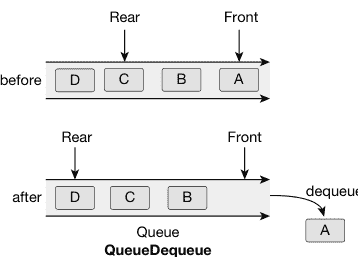 Rear Front
before D C B A
Rear Front
after D C B dequeue
A
Queue
QueueDequeue